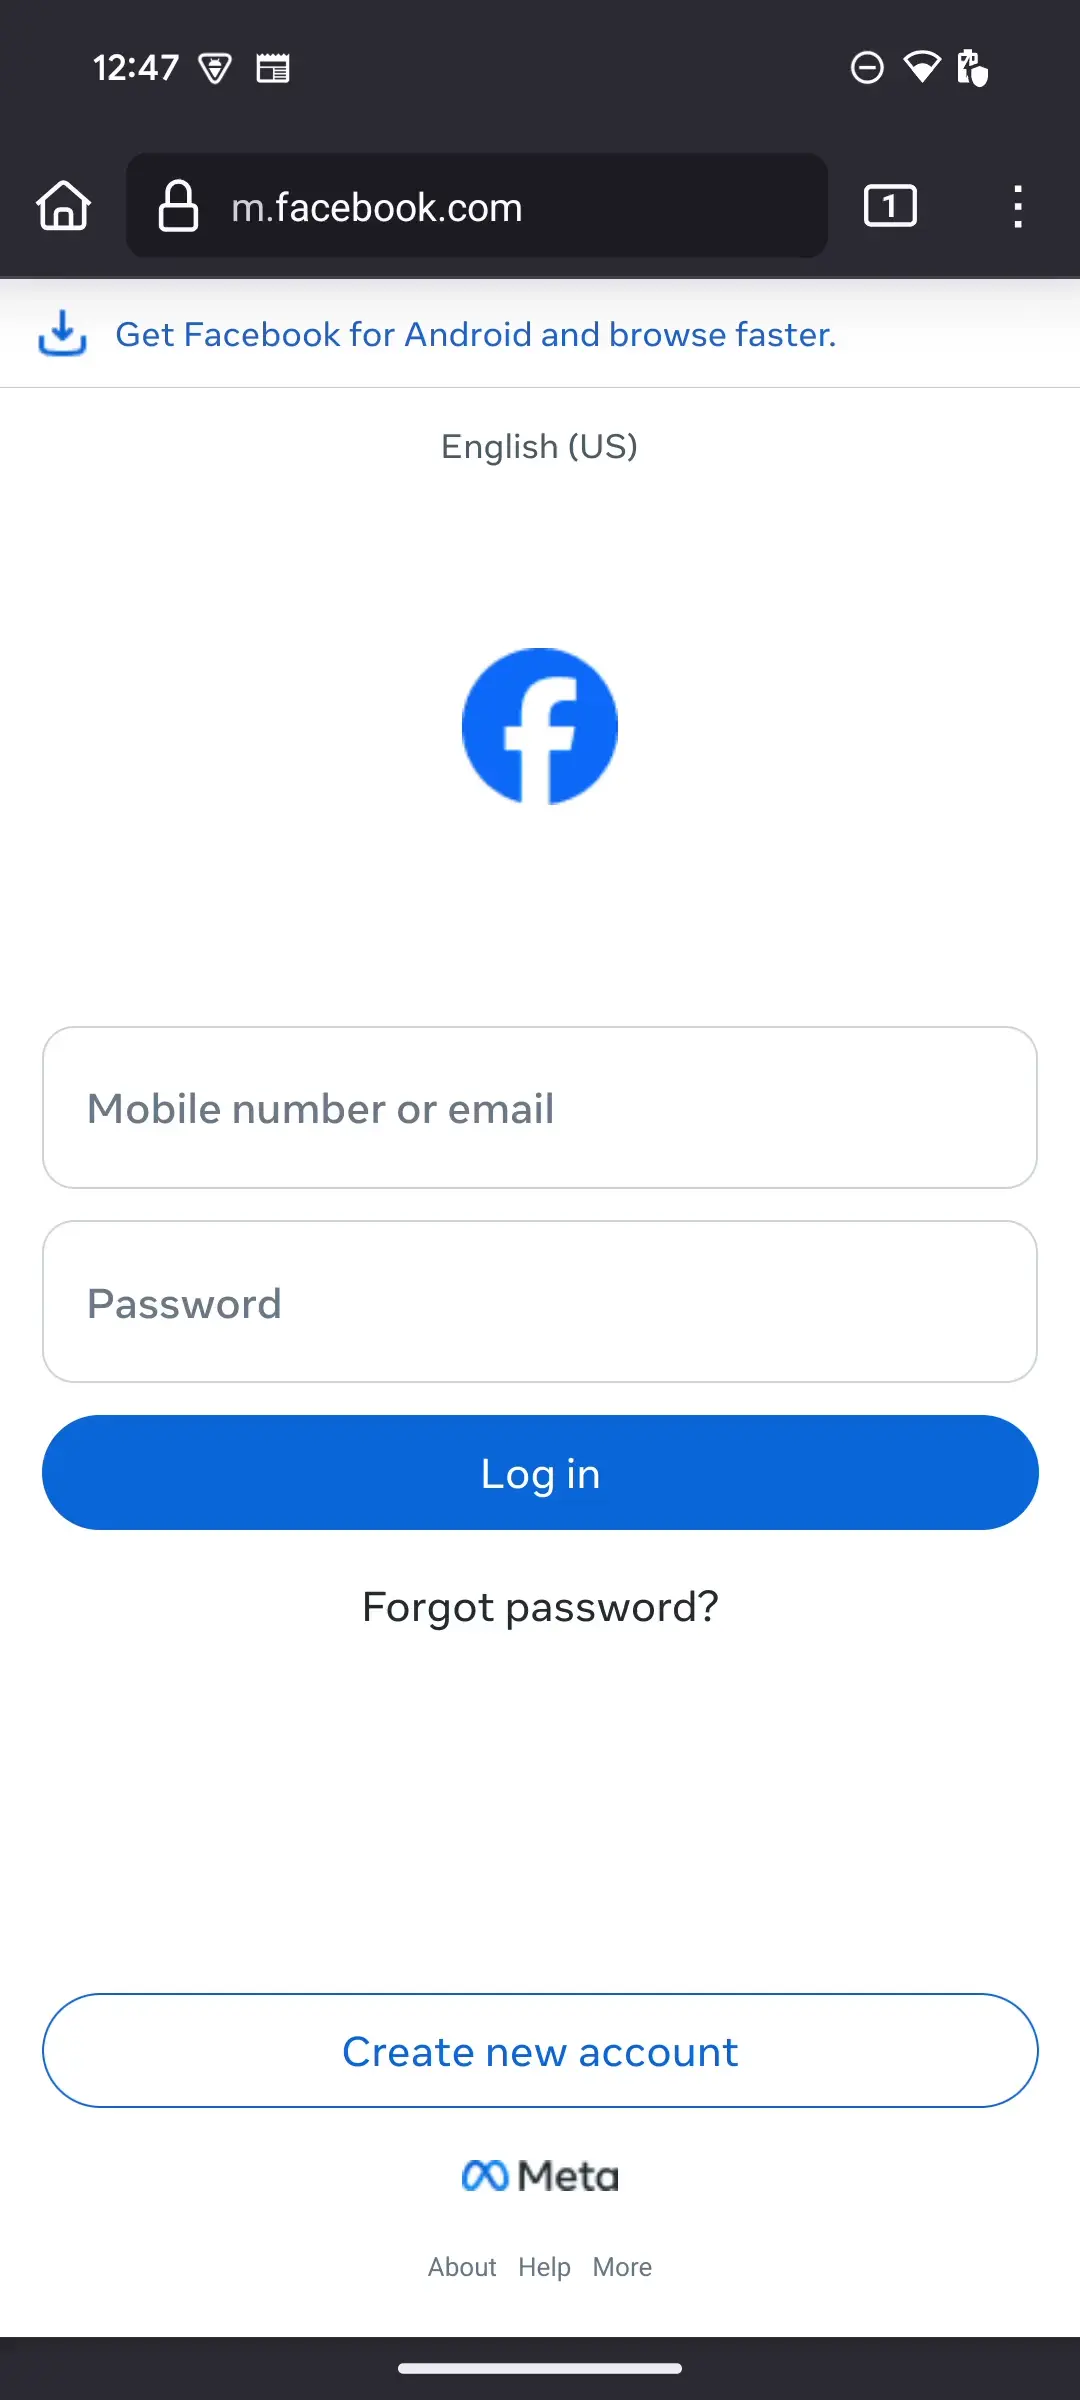 12:47
m.facebook.com
1
Get Facebook for Android and browse faster.
English (US)
Mobile number or email
Password
Log in
Forgot password?
Create new account
Meta
About Help More